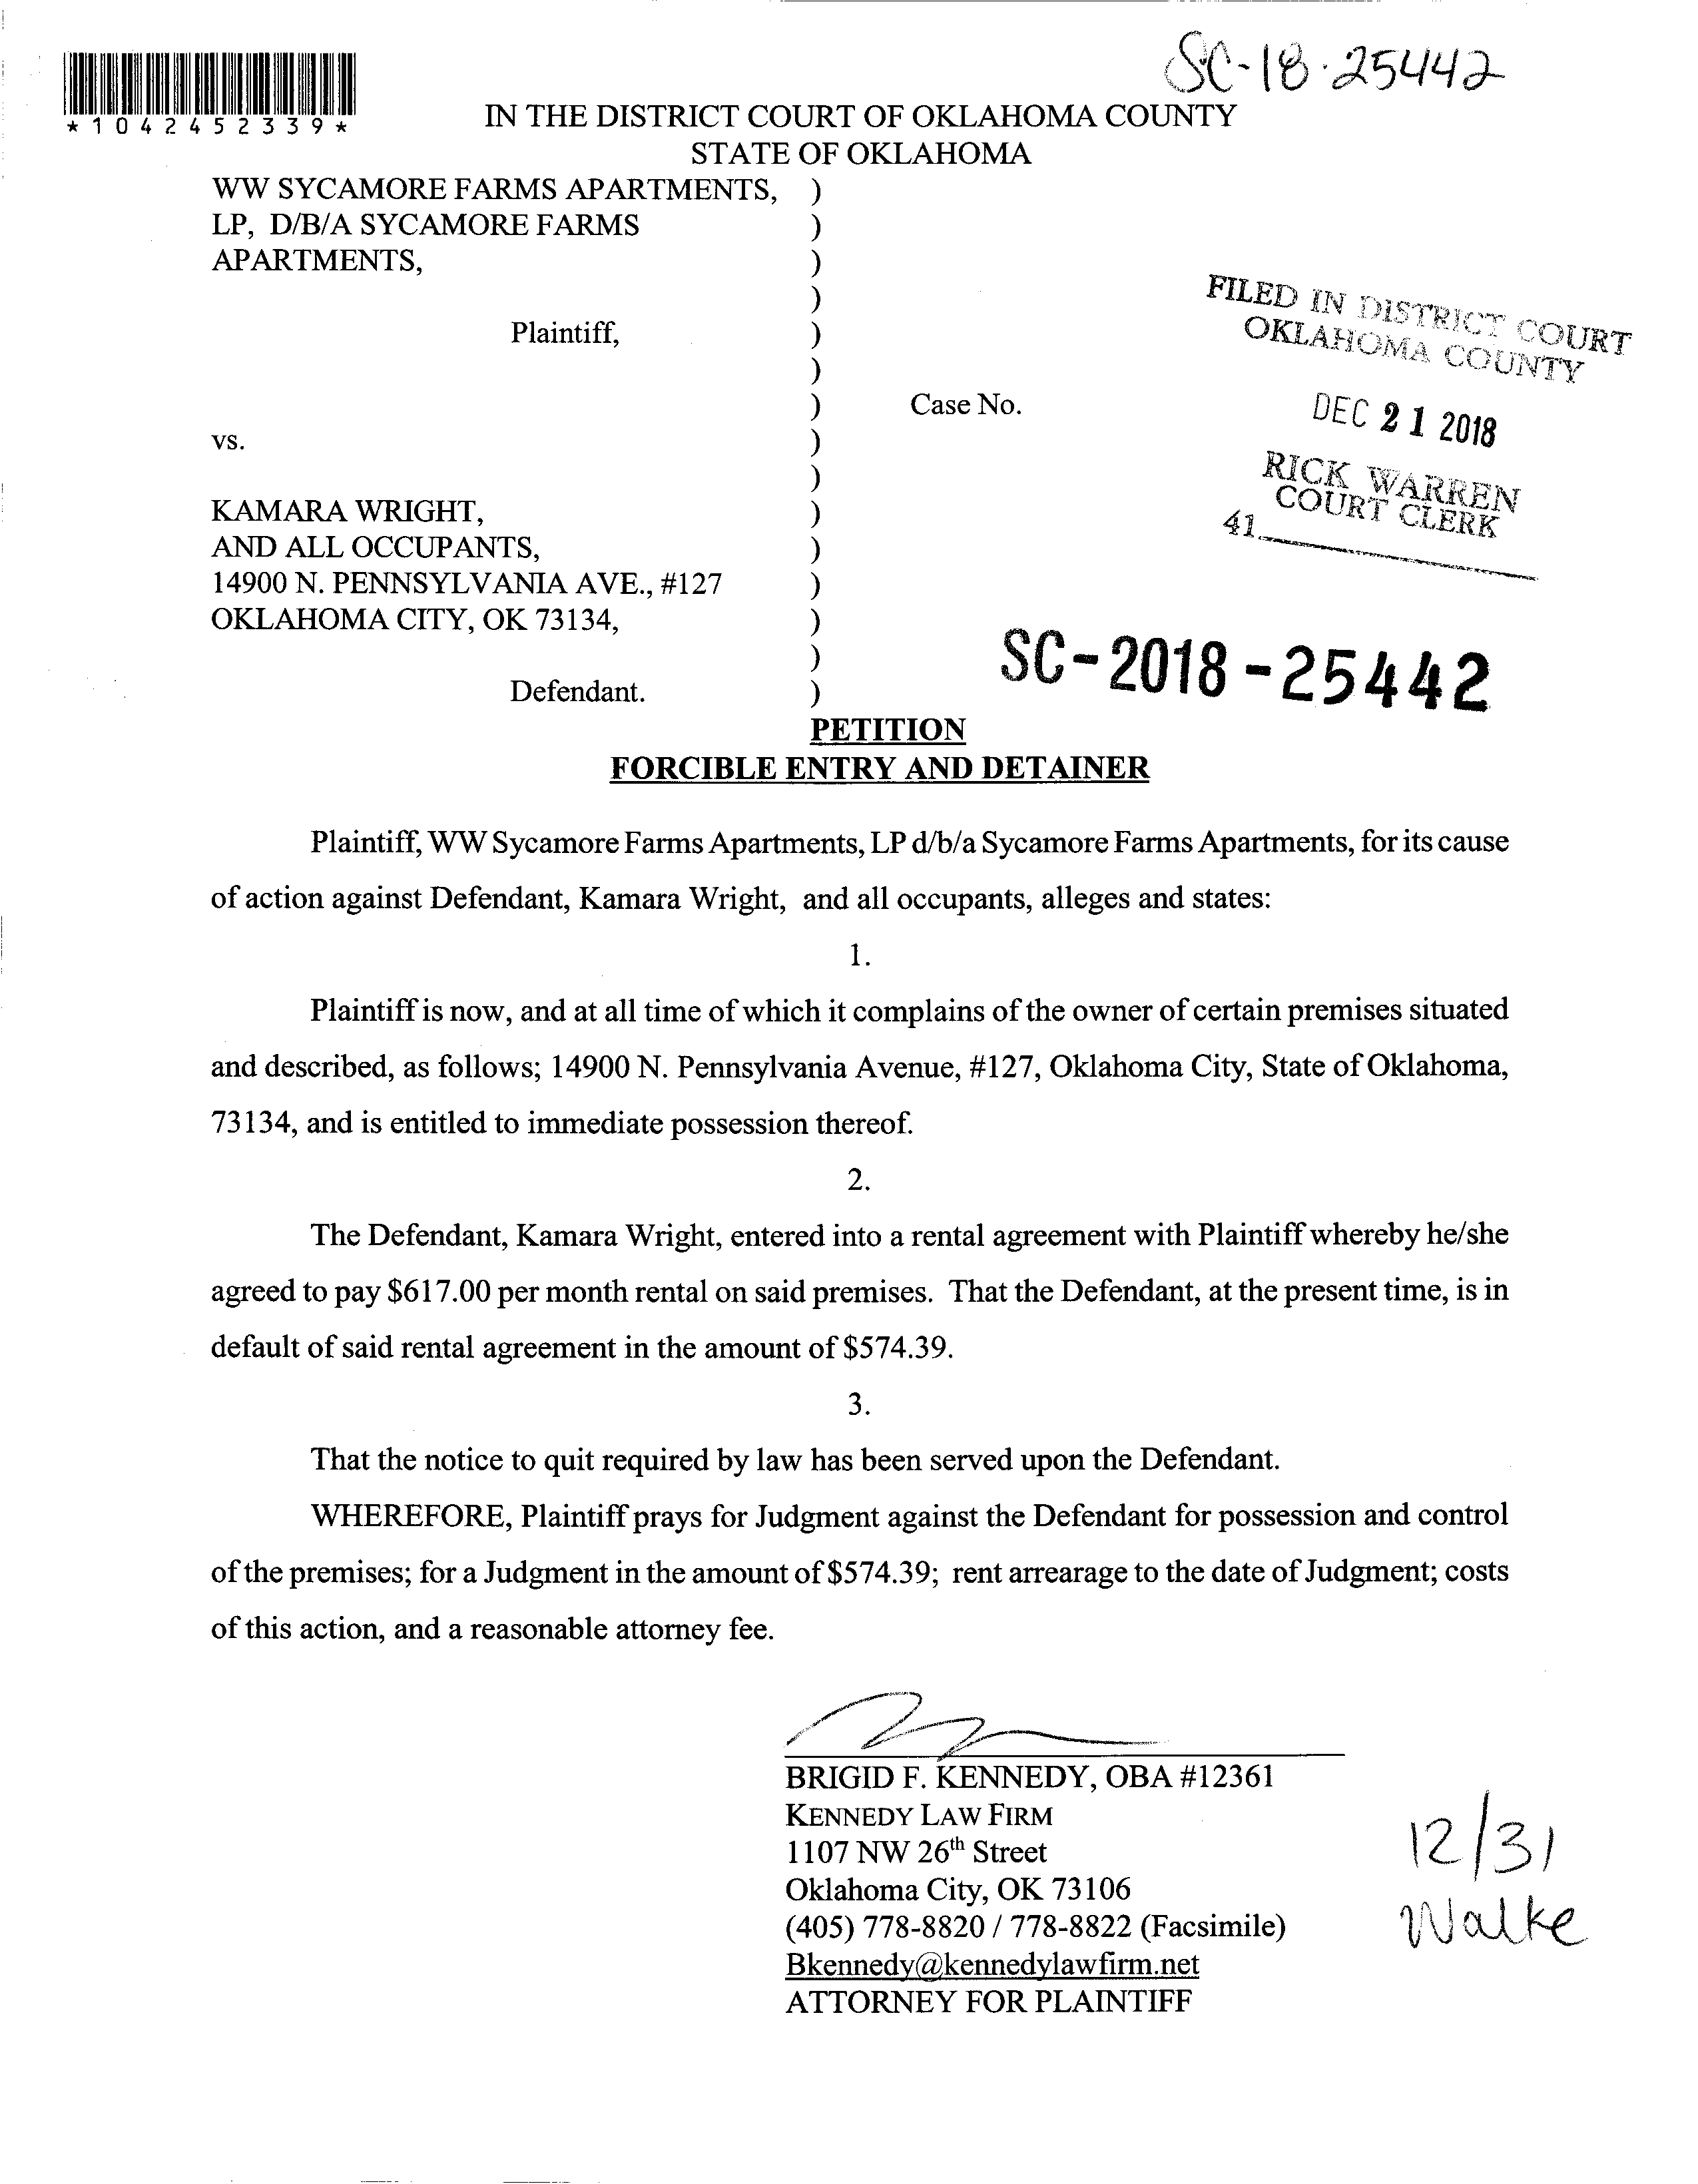 SC-18-25442
*1042452339*
IN THE DISTRICT COURT OF OKLAHOMA COUNTY
STATE OF OKLAHOMA
WW SYCAMORE FARMS APARTMENTS, )
LP, D/B/A SYCAMORE FARMS )
APARTMENTS, )
)
Plaintiff, )
)
) Case No.
vs. )
)
KAMARA WRIGHT, )
AND ALL OCCUPANTS, )
14900 N. PENNSYLVANIA AVE., #127 )
OKLAHOMA CITY, OK 73134, )
)
Defendant. )
FILED IN DISTRICT COURT
OKLAHOMA COUNTY
DEC 21 2018
RICK WARREN
COURT CLERK
41
SC-2018-25442
PETITION
FORCIBLE ENTRY AND DETAINER
Plaintiff, WW Sycamore Farms Apartments, LP d/b/a Sycamore Farms Apartments, for its cause
of action against Defendant, Kamara Wright, and all occupants, alleges and states:
1.
Plaintiff is now, and at all time of which it complains of the owner of certain premises situated
and described, as follows; 14900 N. Pennsylvania Avenue, #127, Oklahoma City, State of Oklahoma,
73134, and is entitled to immediate possession thereof.
2.
The Defendant, Kamara Wright, entered into a rental agreement with Plaintiff whereby he/she
agreed to pay $617.00 per month rental on said premises. That the Defendant, at the present time, is in
default of said rental agreement in the amount of $574.39.
3.
That the notice to quit required by law has been served upon the Defendant.
WHEREFORE, Plaintiff prays for Judgment against the Defendant for possession and control
of the premises; for a Judgment in the amount of $574.39; rent arrearage to the date of Judgment; costs
of this action, and a reasonable attorney fee.
BRIGID F. KENNEDY, OBA #12361
KENNEDY LAW FIRM
1107 NW 26th Street
Oklahoma City, OK 73106
(405) 778-8820 / 778-8822 (Facsimile)
Bkennedy@kennedylawfirm.net
ATTORNEY FOR PLAINTIFF
12/31
Walke